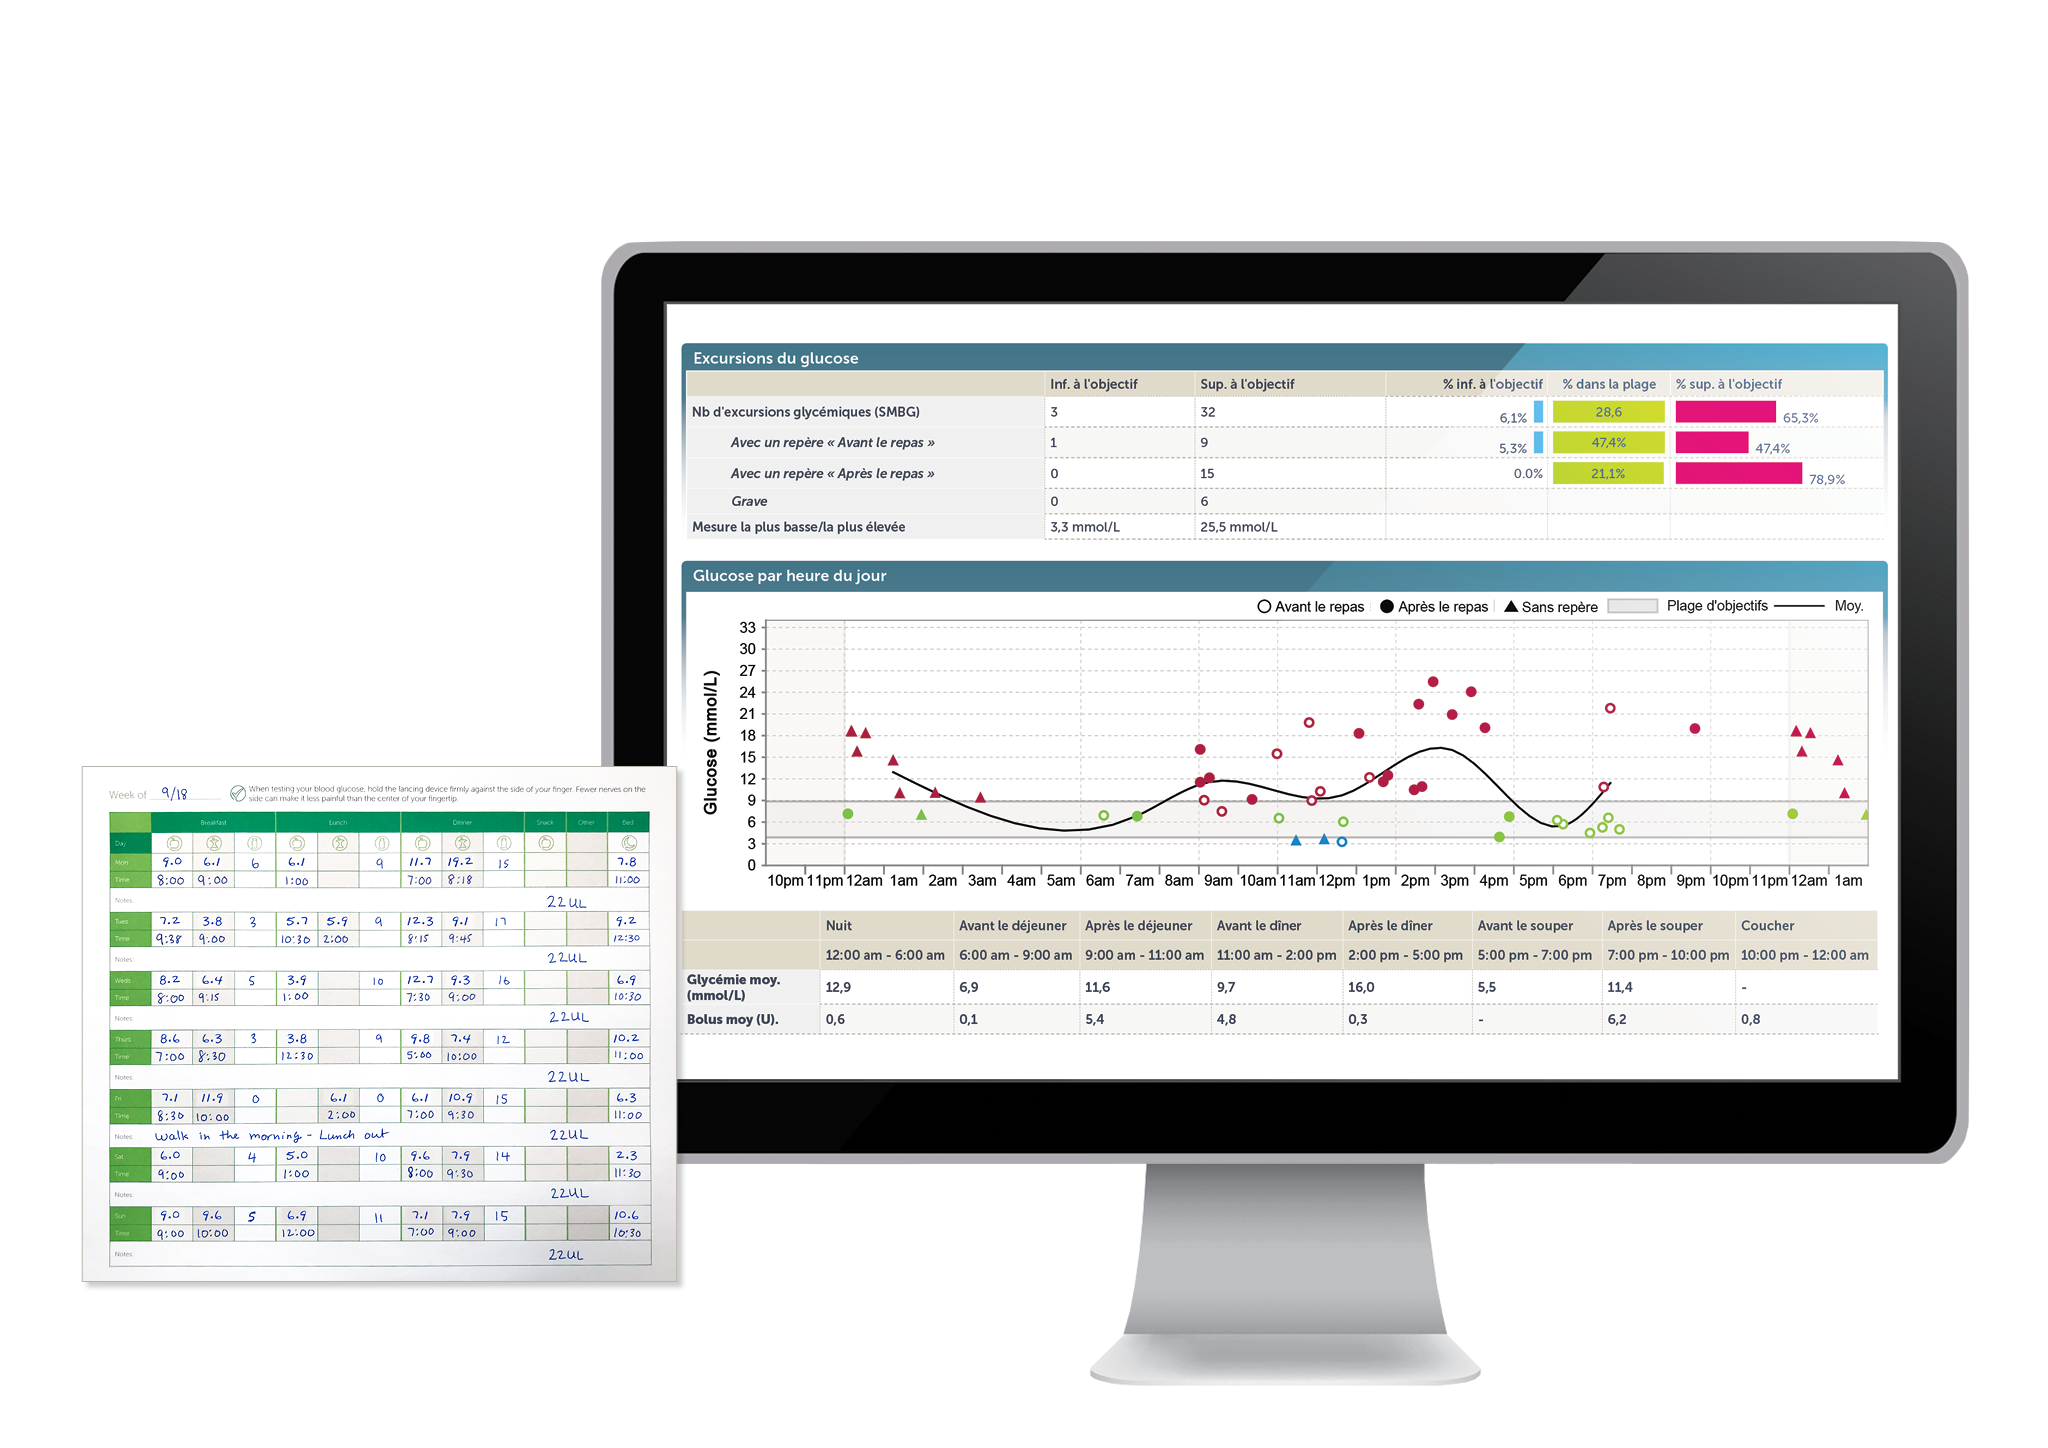 Excursions du glucose
Inf. à l'objectif Sup. à l'objectif % inf. à l'objectif % dans la plage % sup. à l'objectif
Nb d'excursions glycémiques (SMBG) 3 32 6,1% 28,6 65,3%
Avec un repère « Avant le repas » 1 9 5,3% 47,4% 47,4%
Avec un repère « Après le repas » 0 15 0.0% 21,1% 78,9%
Grave 0 6
Mesure la plus basse/la plus élevée 3,3 mmol/L 25,5 mmol/L
Glucose par heure du jour
Avant le repas Après le repas Sans repère Plage d'objectifs Moy.
Glucose (mmol/L)
33
30
27
24
21
18
15
12
9
6
3
0
10pm 11pm 12am 1am 2am 3am 4am 5am 6am 7am 8am 9am 10am 11am 12pm 1pm 2pm 3pm 4pm 5pm 6pm 7pm 8pm 9pm 10pm 11pm 12am 1am
Nuit Avant le déjeuner Après le déjeuner Avant le dîner Après le dîner Avant le souper Après le souper Coucher
12:00 am - 6:00 am 6:00 am - 9:00 am 9:00 am - 11:00 am 11:00 am - 2:00 pm 2:00 pm - 5:00 pm 5:00 pm - 7:00 pm 7:00 pm - 10:00 pm 10:00 pm - 12:00 am
Glycémie moy.
(mmol/L) 12,9 6,9 11,6 9,7 16,0 5,5 11,4 -
Bolus moy (U). 0,6 0,1 5,4 4,8 0,3 - 6,2 0,8
Week of 9/18
When testing your blood glucose, hold the lancing device firmly against the side of your finger. Fewer nerves on the
side can make it less painful than the center of your fingertip.
Breakfast Lunch Dinner Snack Other Bed
Day
Mon 9.0 6.1 6 6.1 9 11.7 19.2 15 7.8
Time 8:00 9:00 1:00 7:00 8:18 11:00
Notes: 22UL
Tues 7.2 3.8 3 5.7 5.9 9 12.3 9.1 17 9.2
Time 9:38 9:00 10:30 2:00 8:15 9:45 12:30
Notes: 22UL
Weds 8.2 6.4 5 3.9 10 12.7 9.3 16 6.9
Time 8:00 9:15 1:00 7:30 9:00 10:30
Notes: 22UL
Thurs 8.6 6.3 3 3.8 9 9.8 7.4 12 10.2
Time 7:00 8:30 12:30 5:00 10:00 11:00
Notes: 22UL
Fri 7.1 11.9 0 6.1 0 6.1 10.9 15 6.3
Time 8:30 10:00 2:00 7:00 9:30 11:00
Notes: Walk in the morning - Lunch out 22UL
Sat 6.0 4 5.0 10 9.6 7.9 14 2.3
Time 9:00 1:00 8:00 9:30 11:30
Notes: 22UL
Sun 9.0 9.6 5 6.9 11 7.1 7.9 15 10.6
Time 9:00 10:00 12:00 7:00 9:00 10:30
Notes: 22UL